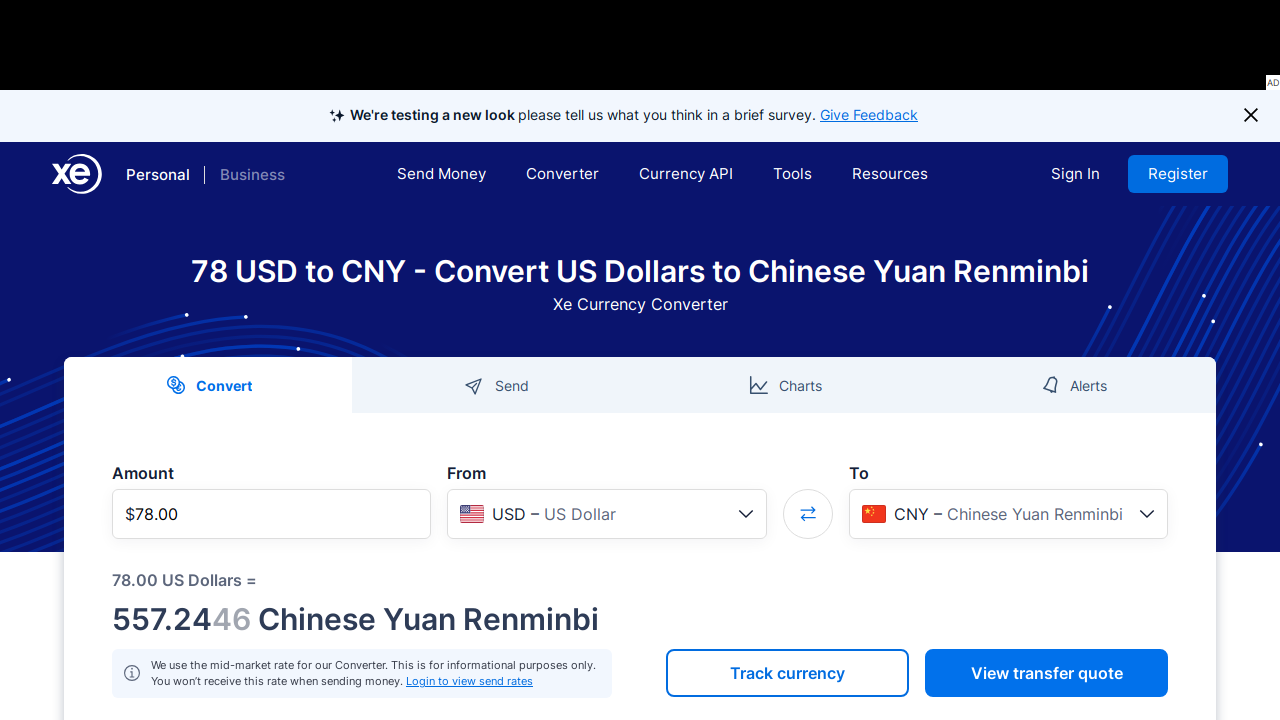 AD
We're testing a new look please tell us what you think in a brief survey. Give Feedback
xe Personal Business Send Money Converter Currency API Tools Resources Sign In Register
78 USD to CNY - Convert US Dollars to Chinese Yuan Renminbi
Xe Currency Converter
Convert Send Charts Alerts
Amount From To
$78.00 USD – US Dollar CNY – Chinese Yuan Renminbi
78.00 US Dollars =
557.2446 Chinese Yuan Renminbi
We use the mid-market rate for our Converter. This is for informational purposes only.
You won’t receive this rate when sending money. Login to view send rates
Track currency View transfer quote